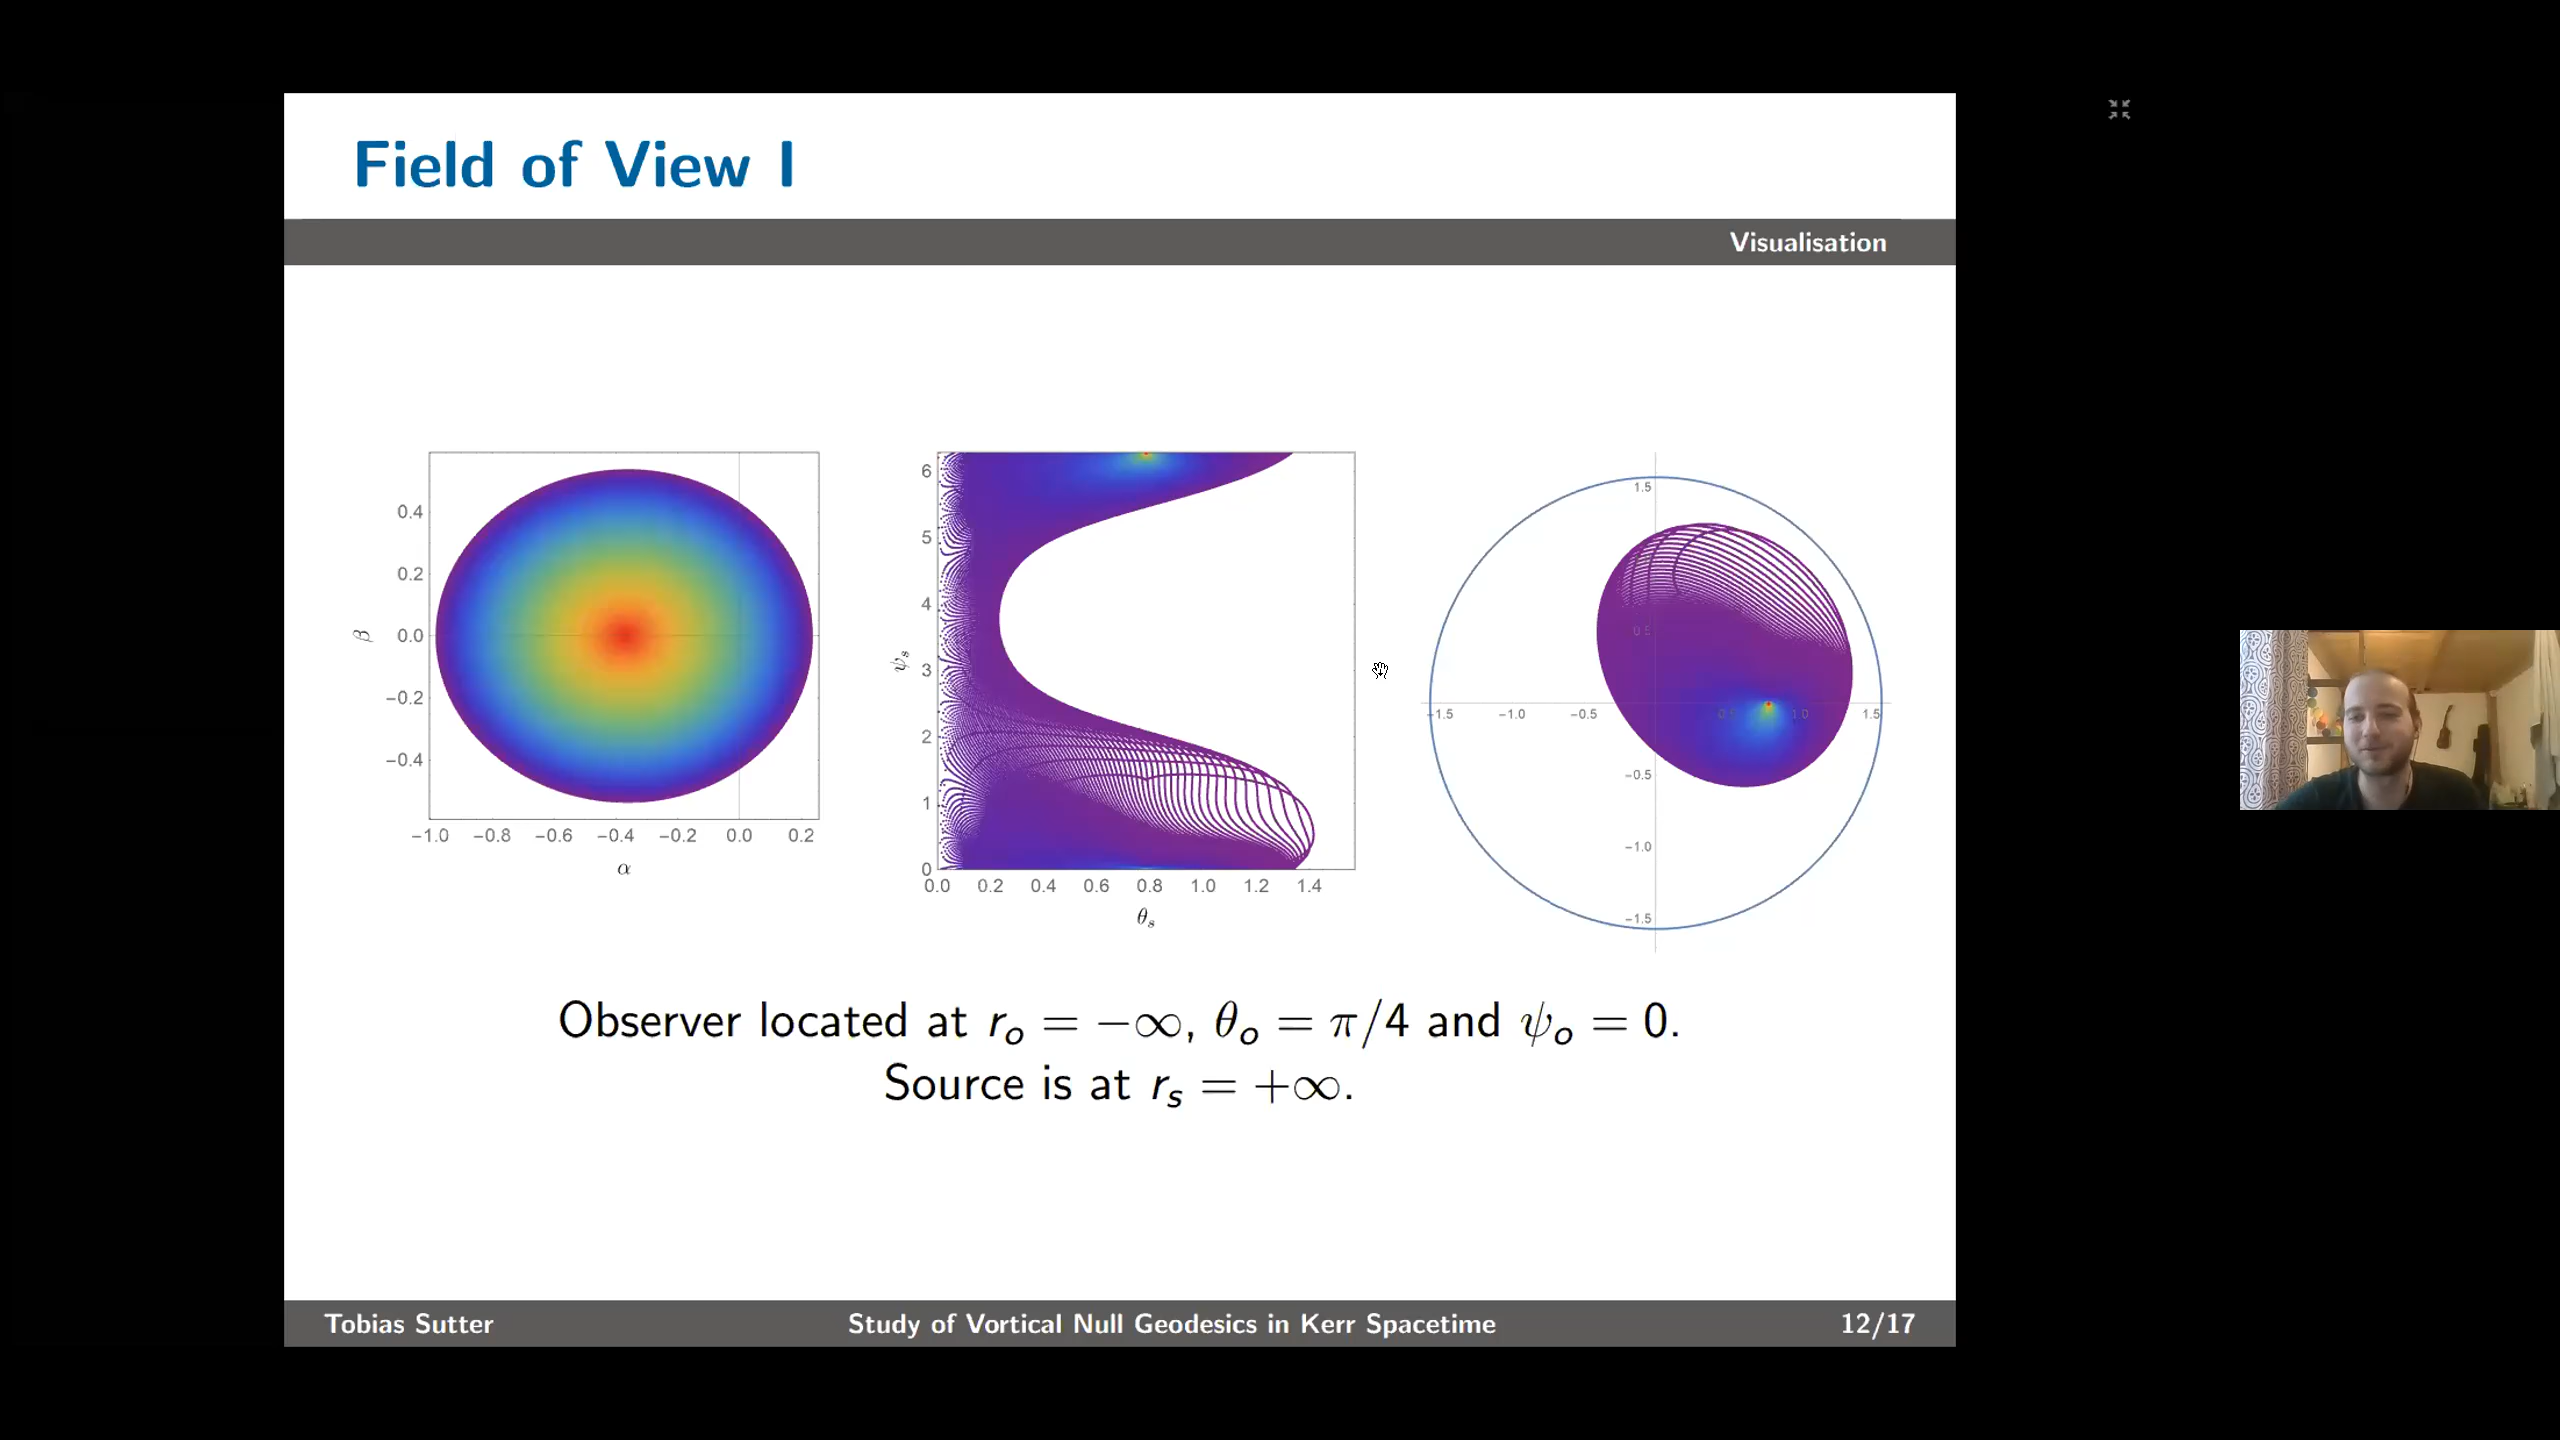 Field of View I
Visualisation
β
0.4
0.2
0.0
−0.2
−0.4
−1.0 −0.8 −0.6 −0.4 −0.2 0.0 0.2
α
ψs
6
5
4
3
2
1
0
0.0 0.2 0.4 0.6 0.8 1.0 1.2 1.4
θs
1.5
0.5
−1.5 −1.0 −0.5 0.5 1.0 1.5
−0.5
−1.0
−1.5
Observer located at rₒ = −∞, θₒ = π/4 and ψₒ = 0.
Source is at rₛ = +∞.
Tobias Sutter Study of Vortical Null Geodesics in Kerr Spacetime 12/17